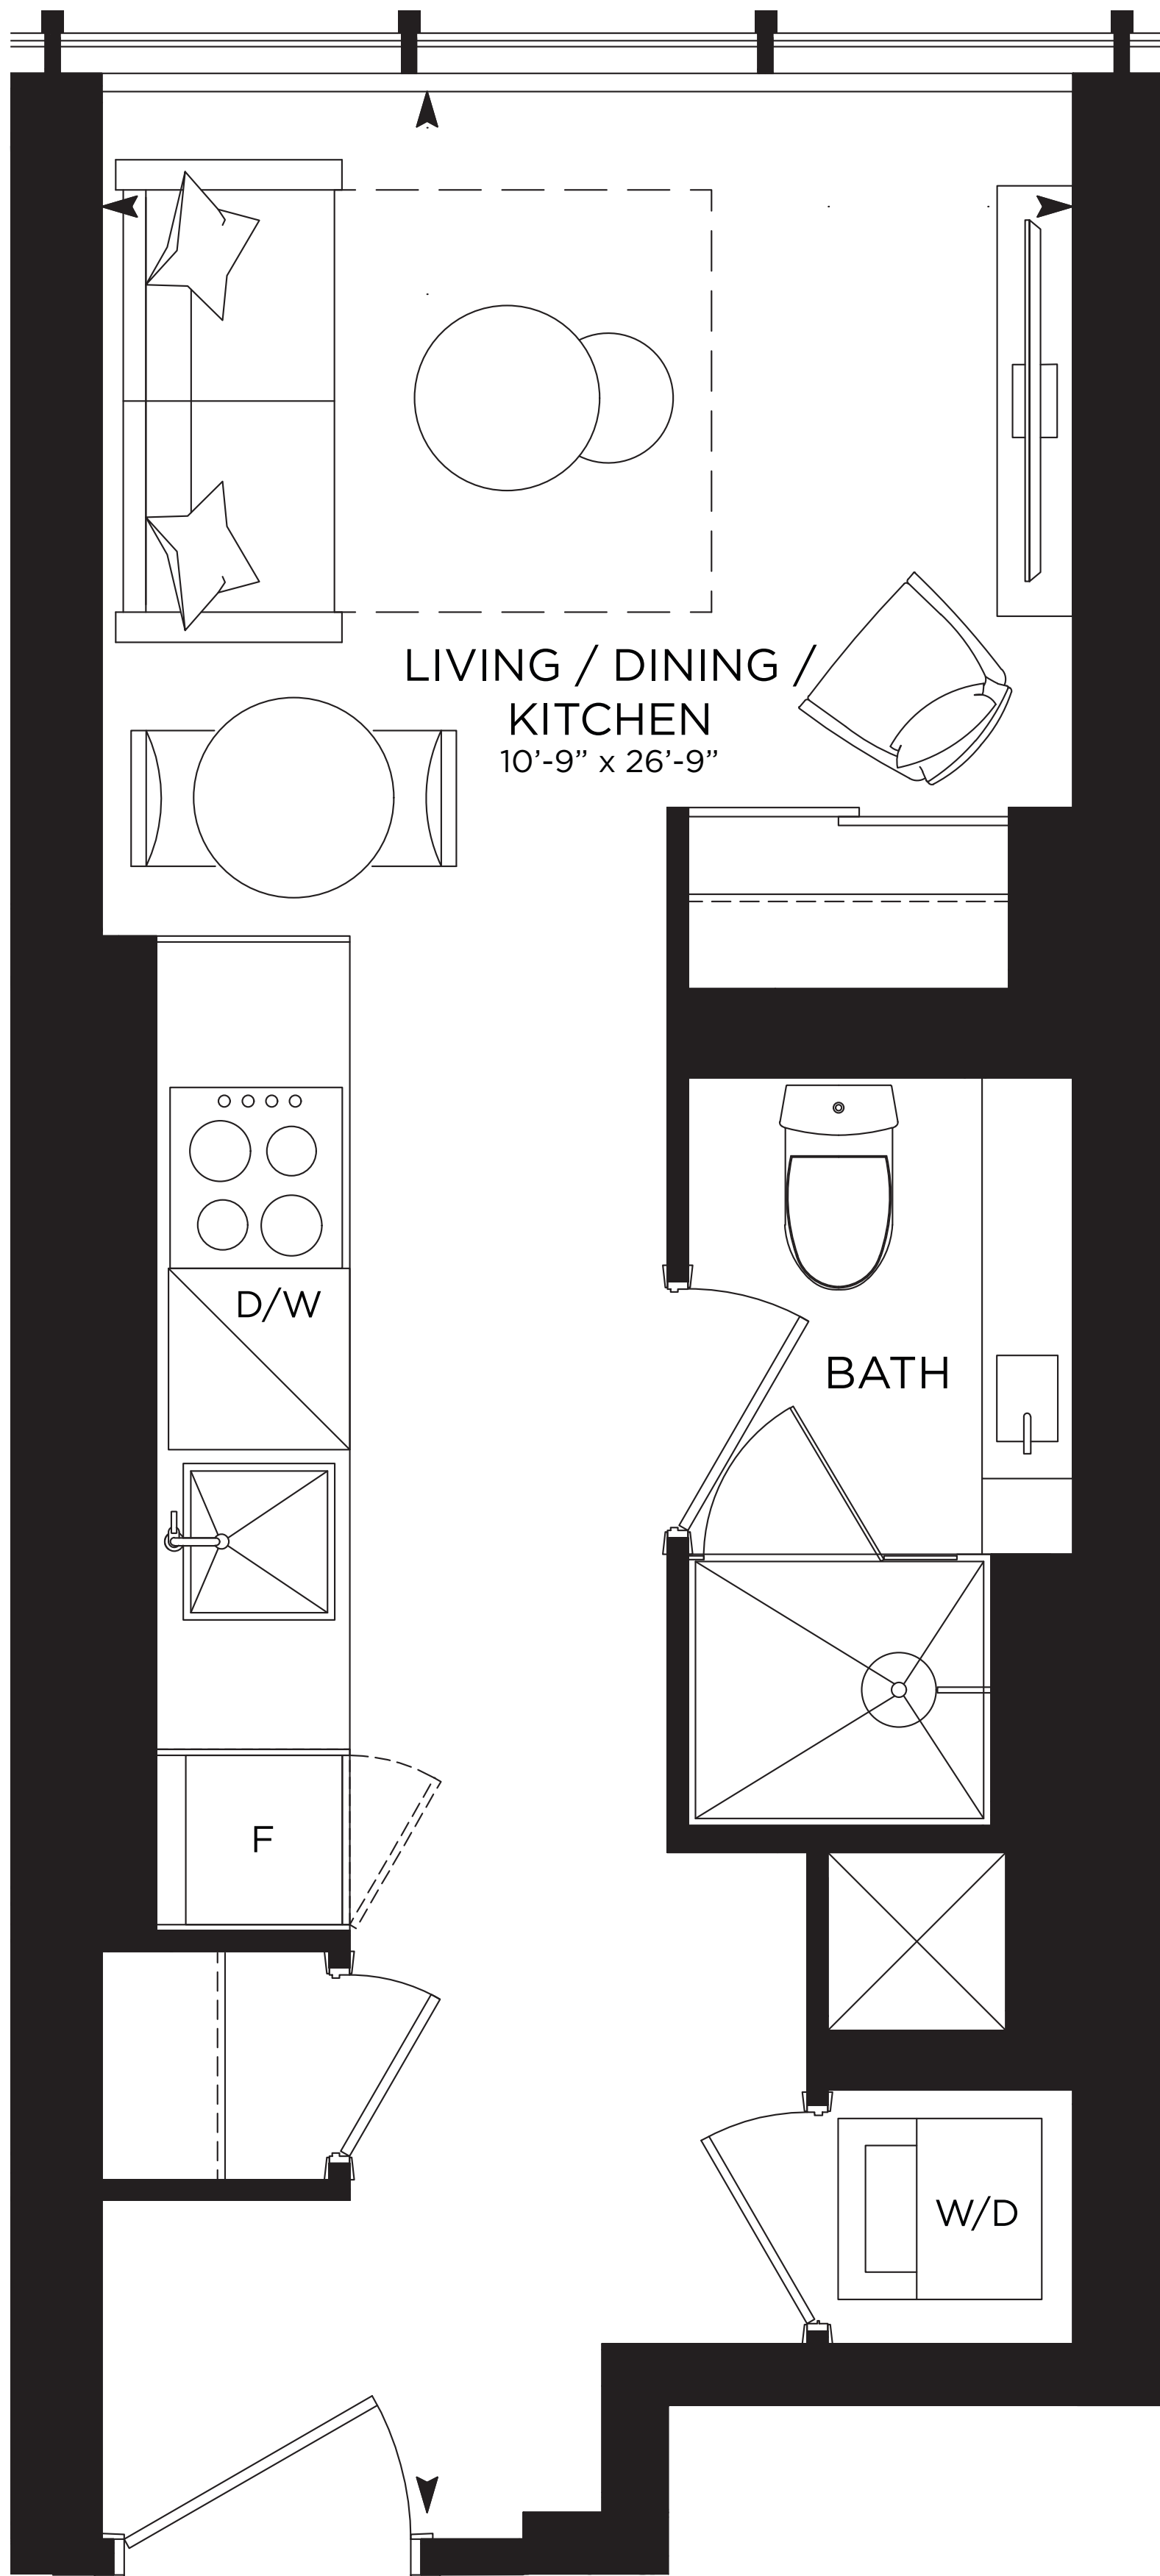 LIVING / DINING /
KITCHEN
10’-9” x 26’-9”
D/W
BATH
F
W/D